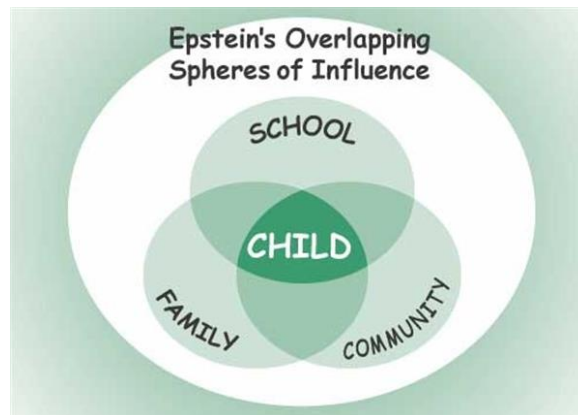 Epstein's Overlapping
Spheres of Influence
SCHOOL
CHILD
FAMILY
COMMUNITY